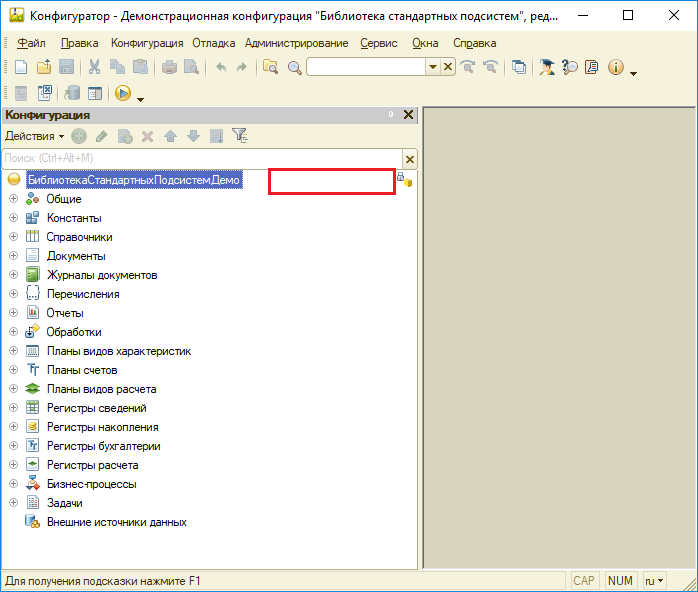 Конфигуратор - Демонстрационная конфигурация "Библиотека стандартных подсистем", ред...
Файл Правка Конфигурация Отладка Администрирование Сервис Окна Справка
Конфигурация
Действия
Поиск (Ctrl+Alt+M)
БиблиотекаСтандартныхПодсистемДемо
Общие
Константы
Справочники
Документы
Журналы документов
Перечисления
Отчеты
Обработки
Планы видов характеристик
Планы счетов
Планы видов расчета
Регистры сведений
Регистры накопления
Регистры бухгалтерии
Регистры расчета
Бизнес-процессы
Задачи
Внешние источники данных
Для получения подсказки нажмите F1 CAP NUM ru